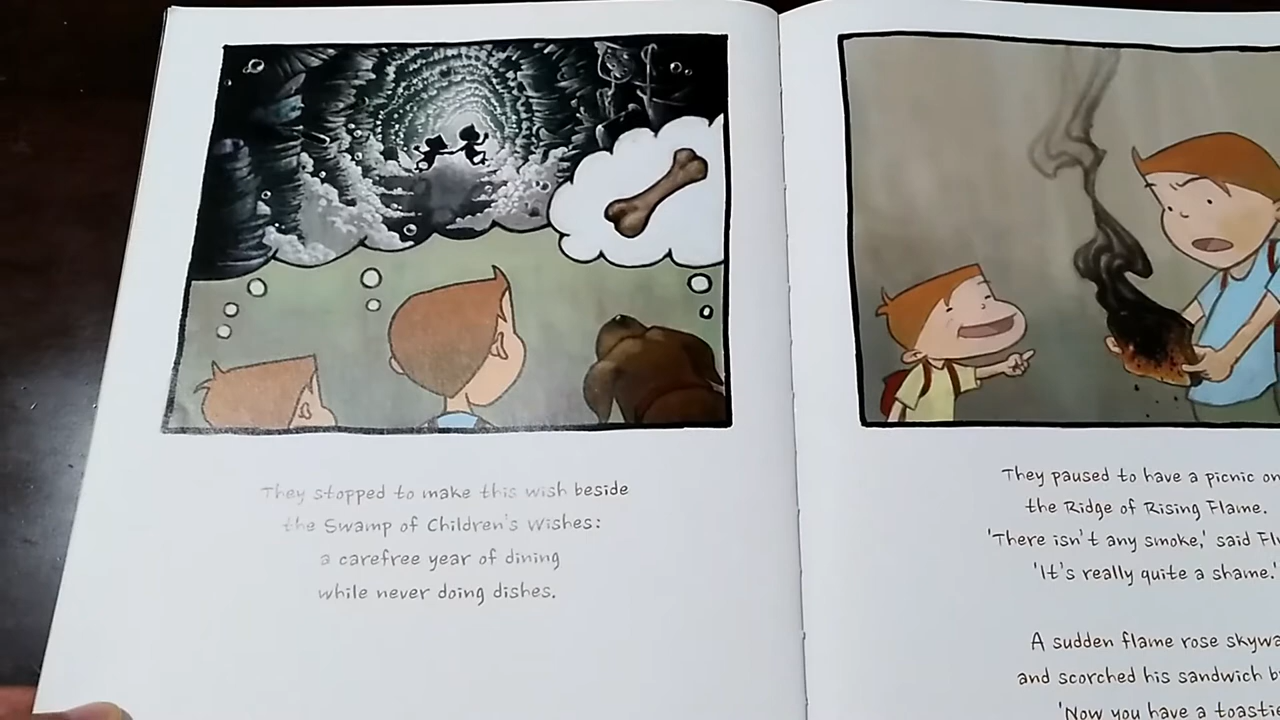 They stopped to make this wish beside
the Swamp of Children's Wishes:
a carefree year of dining
while never doing dishes.
They paused to have a picnic on
the Ridge of Rising Flame.
'There isn't any smoke,' said
'It's really quite a shame.'
A sudden flame rose
and scorched his sandwich
'Now you have a toastie